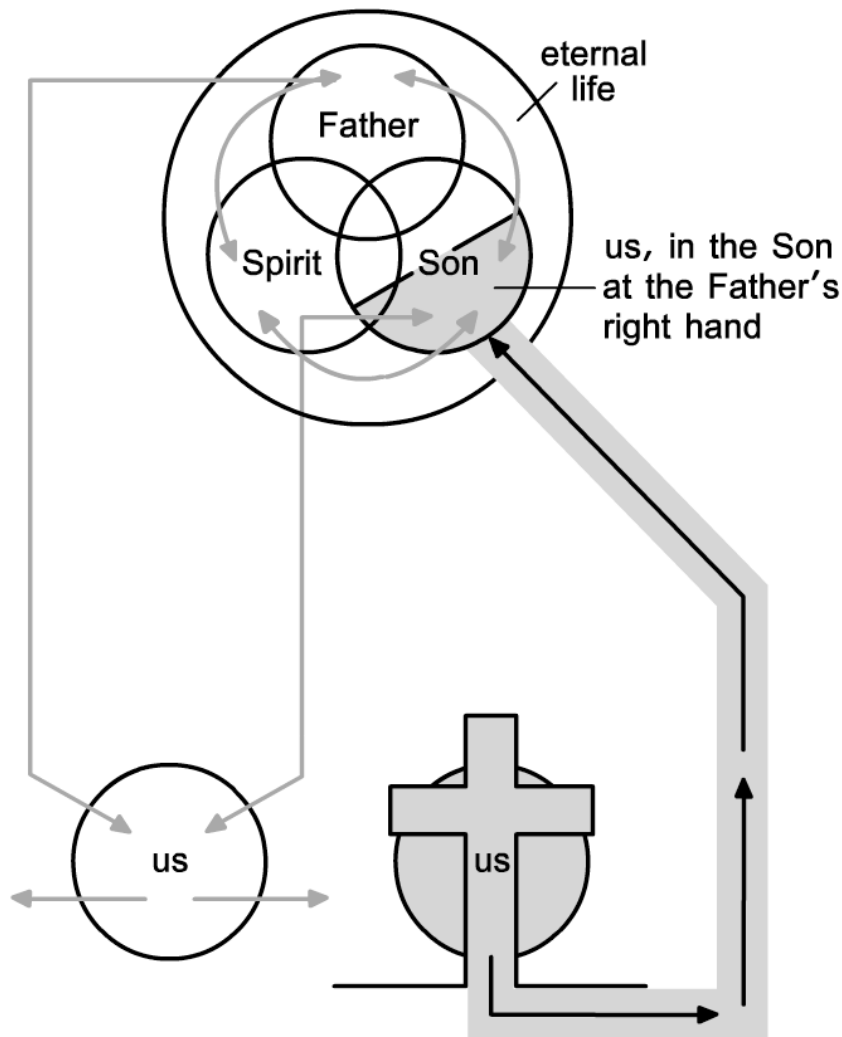 eternal
life
Father
Spirit
Son
us, in the Son
at the Father's
right hand
us
us